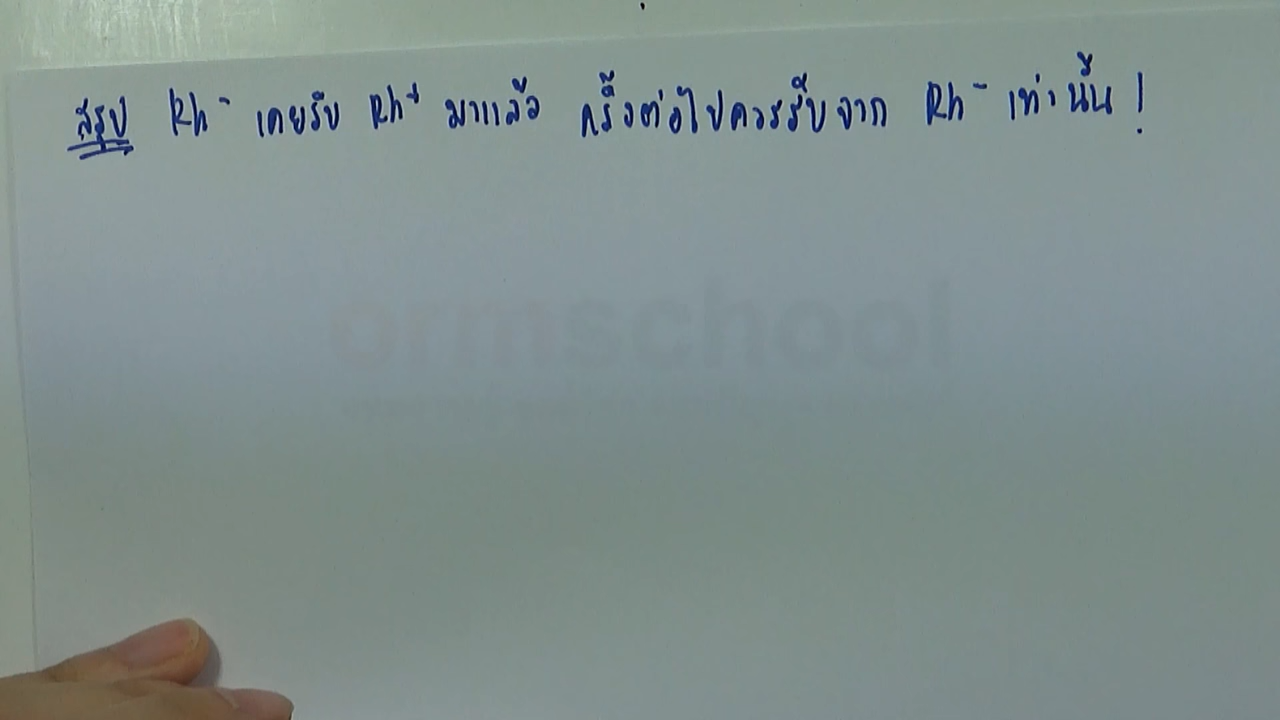 สรุป Rh⁻ เคยรับ Rh⁺ มาแล้ว ครั้งต่อไปควรรับจาก Rh⁻ เท่านั้น !
ormschool